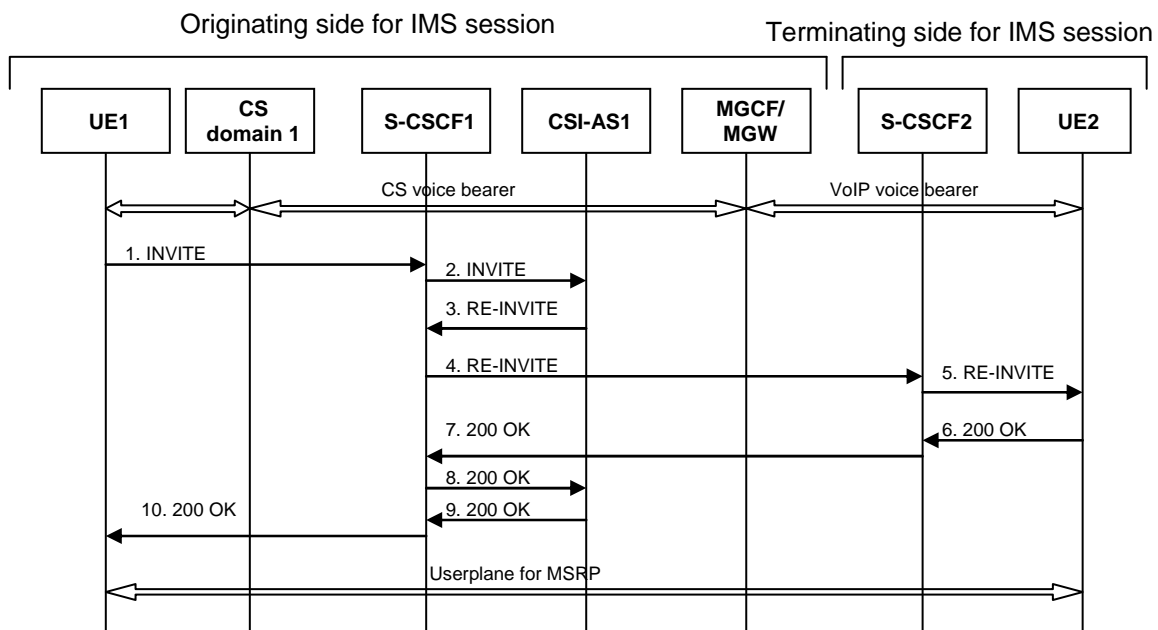 Originating side for IMS session
Terminating side for IMS session
UE1
CS
domain 1
S-CSCF1
CSI-AS1
MGCF/
MGW
S-CSCF2
UE2
CS voice bearer
VoIP voice bearer
1. INVITE
2. INVITE
3. RE-INVITE
4. RE-INVITE
5. RE-INVITE
6. 200 OK
7. 200 OK
8. 200 OK
9. 200 OK
10. 200 OK
Userplane for MSRP